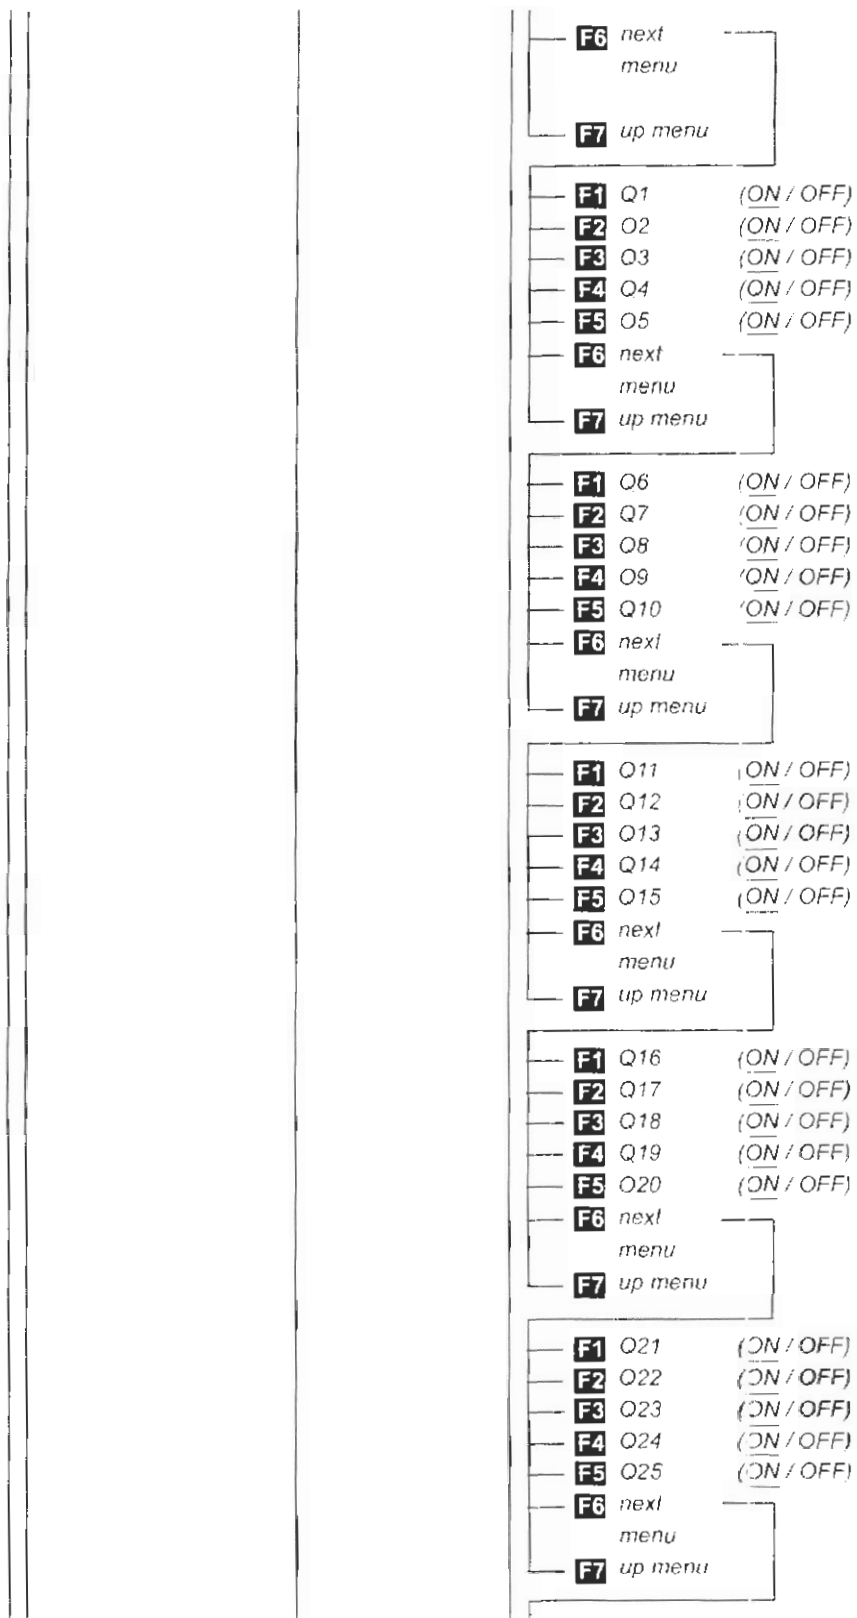 F6 next
menu
F7 up menu
F1 Q1 (ON / OFF)
F2 O2 (ON / OFF)
F3 O3 (ON / OFF)
F4 Q4 (ON / OFF)
F5 O5 (ON / OFF)
F6 next
menu
F7 up menu
F1 Q6 (ON / OFF)
F2 Q7 (ON / OFF)
F3 Q8 (ON / OFF)
F4 O9 (ON / OFF)
F5 Q10 (ON / OFF)
F6 next
menu
F7 up menu
F1 Q11 (ON / OFF)
F2 Q12 (ON / OFF)
F3 Q13 (ON / OFF)
F4 Q14 (ON / OFF)
F5 Q15 (ON / OFF)
F6 next
menu
F7 up menu
F1 Q16 (ON / OFF)
F2 Q17 (ON / OFF)
F3 Q18 (ON / OFF)
F4 Q19 (ON / OFF)
F5 O20 (ON / OFF)
F6 next
menu
F7 up menu
F1 Q21 (ON / OFF)
F2 Q22 (ON / OFF)
F3 Q23 (ON / OFF)
F4 Q24 (ON / OFF)
F5 Q25 (ON / OFF)
F6 next
menu
F7 up menu